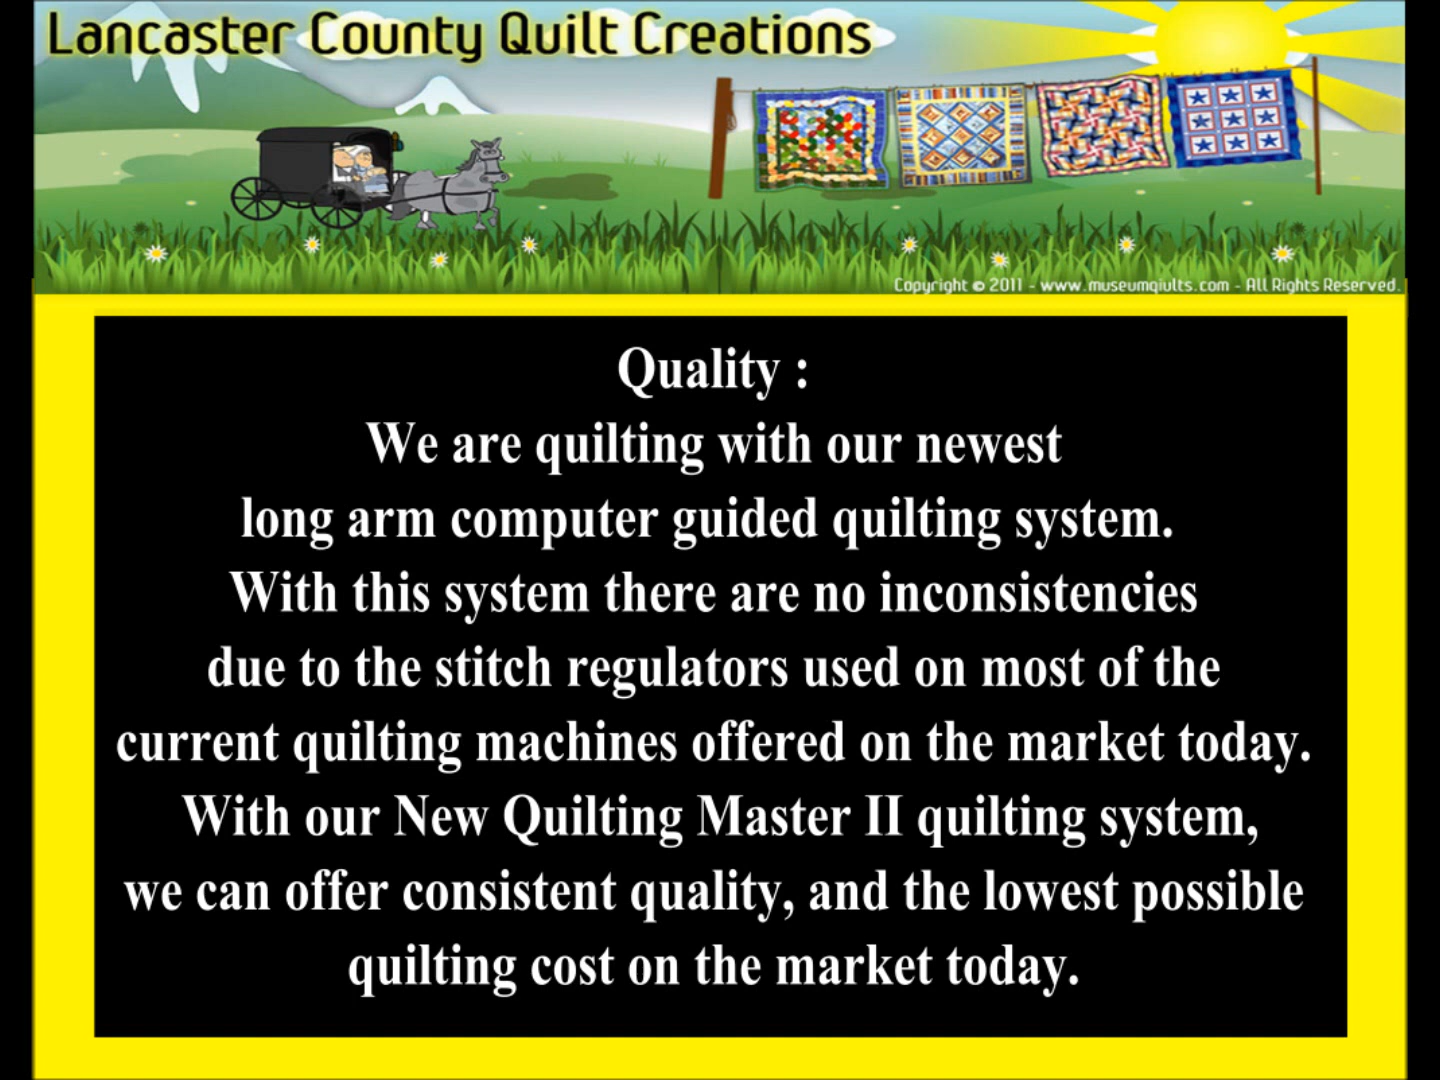 Lancaster County Quilt Creations
Copyright © 2011 - www.museumqiults.com - All Rights Reserved.
Quality :
We are quilting with our newest
long arm computer guided quilting system.
With this system there are no inconsistencies
due to the stitch regulators used on most of the
current quilting machines offered on the market today.
With our New Quilting Master II quilting system,
we can offer consistent quality, and the lowest possible
quilting cost on the market today.